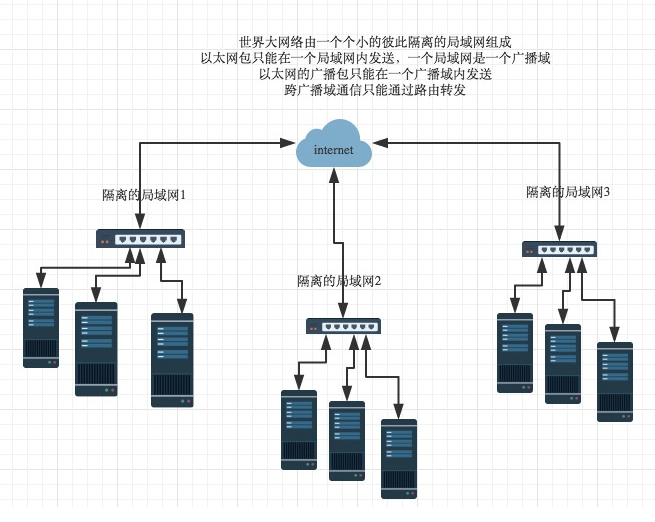 世界大网络由一个个小的彼此隔离的局域网组成
以太网包只能在一个局域网内发送，一个局域网是一个广播域
以太网的广播包只能在一个广播域内发送
跨广播域通信只能通过路由转发
internet
隔离的局域网1
隔离的局域网3
隔离的局域网2